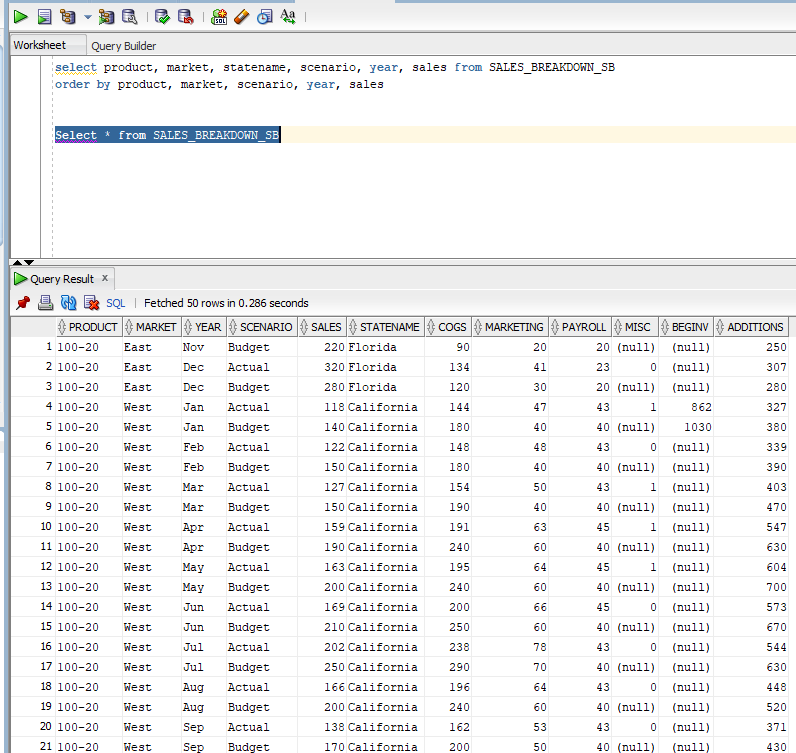 SQL Aa
Worksheet Query Builder
select product, market, statename, scenario, year, sales from SALES_BREAKDOWN_SB
order by product, market, scenario, year, sales
Select * from SALES_BREAKDOWN_SB
Query Result x
SQL Fetched 50 rows in 0.286 seconds
PRODUCT MARKET YEAR SCENARIO SALES STATENAME COGS MARKETING PAYROLL MISC BEGINV ADDITIONS
1 100-20 East Nov Budget 220 Florida 90 20 20 (null) (null) 250
2 100-20 East Dec Actual 320 Florida 134 41 23 0 (null) 307
3 100-20 East Dec Budget 280 Florida 120 30 20 (null) (null) 280
4 100-20 West Jan Actual 118 California 144 47 43 1 862 327
5 100-20 West Jan Budget 140 California 180 40 40 (null) 1030 380
6 100-20 West Feb Actual 122 California 148 48 43 0 (null) 339
7 100-20 West Feb Budget 150 California 180 40 40 (null) (null) 390
8 100-20 West Mar Actual 127 California 154 50 43 1 (null) 403
9 100-20 West Mar Budget 150 California 190 40 40 (null) (null) 470
10 100-20 West Apr Actual 159 California 191 63 45 1 (null) 547
11 100-20 West Apr Budget 190 California 240 60 40 (null) (null) 630
12 100-20 West May Actual 163 California 195 64 45 1 (null) 604
13 100-20 West May Budget 200 California 240 60 40 (null) (null) 700
14 100-20 West Jun Actual 169 California 200 66 45 0 (null) 573
15 100-20 West Jun Budget 210 California 250 60 40 (null) (null) 670
16 100-20 West Jul Actual 202 California 238 78 43 0 (null) 544
17 100-20 West Jul Budget 250 California 290 70 40 (null) (null) 630
18 100-20 West Aug Actual 166 California 196 64 43 0 (null) 448
19 100-20 West Aug Budget 200 California 240 60 40 (null) (null) 520
20 100-20 West Sep Actual 138 California 162 53 43 0 (null) 371
21 100-20 West Sep Budget 170 California 200 50 40 (null) (null) 430